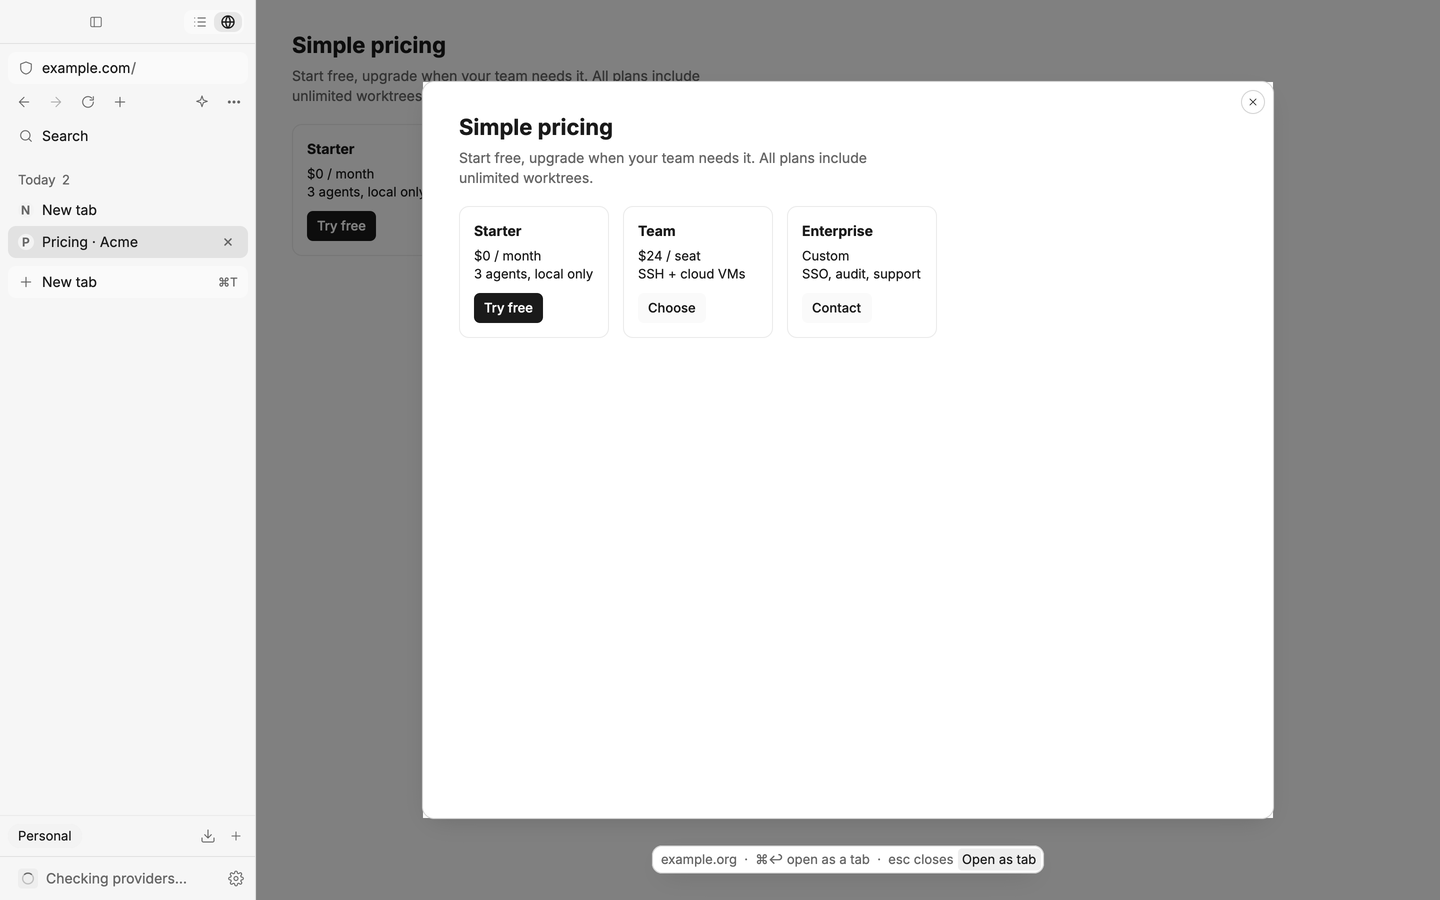 example.com/
Search
Today 2
N New tab
P Pricing · Acme
New tab ⌘T
Personal
Checking providers...
Simple pricing
Start free, upgrade when your team needs it. All plans include
unlimited worktrees
Starter
$0 / month
3 agents, local only
Try free
Simple pricing
Start free, upgrade when your team needs it. All plans include
unlimited worktrees.
Starter
$0 / month
3 agents, local only
Try free
Team
$24 / seat
SSH + cloud VMs
Choose
Enterprise
Custom
SSO, audit, support
Contact
example.org · ⌘↩ open as a tab · esc closes Open as tab